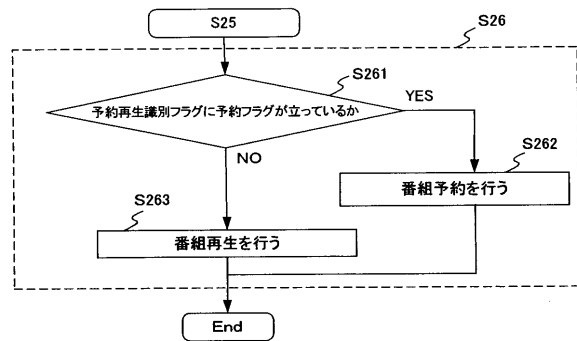 S25
S26
S261
予約再生識別フラグに予約フラグが立っているか
YES
NO
S262
番組予約を行う
S263
番組再生を行う
End